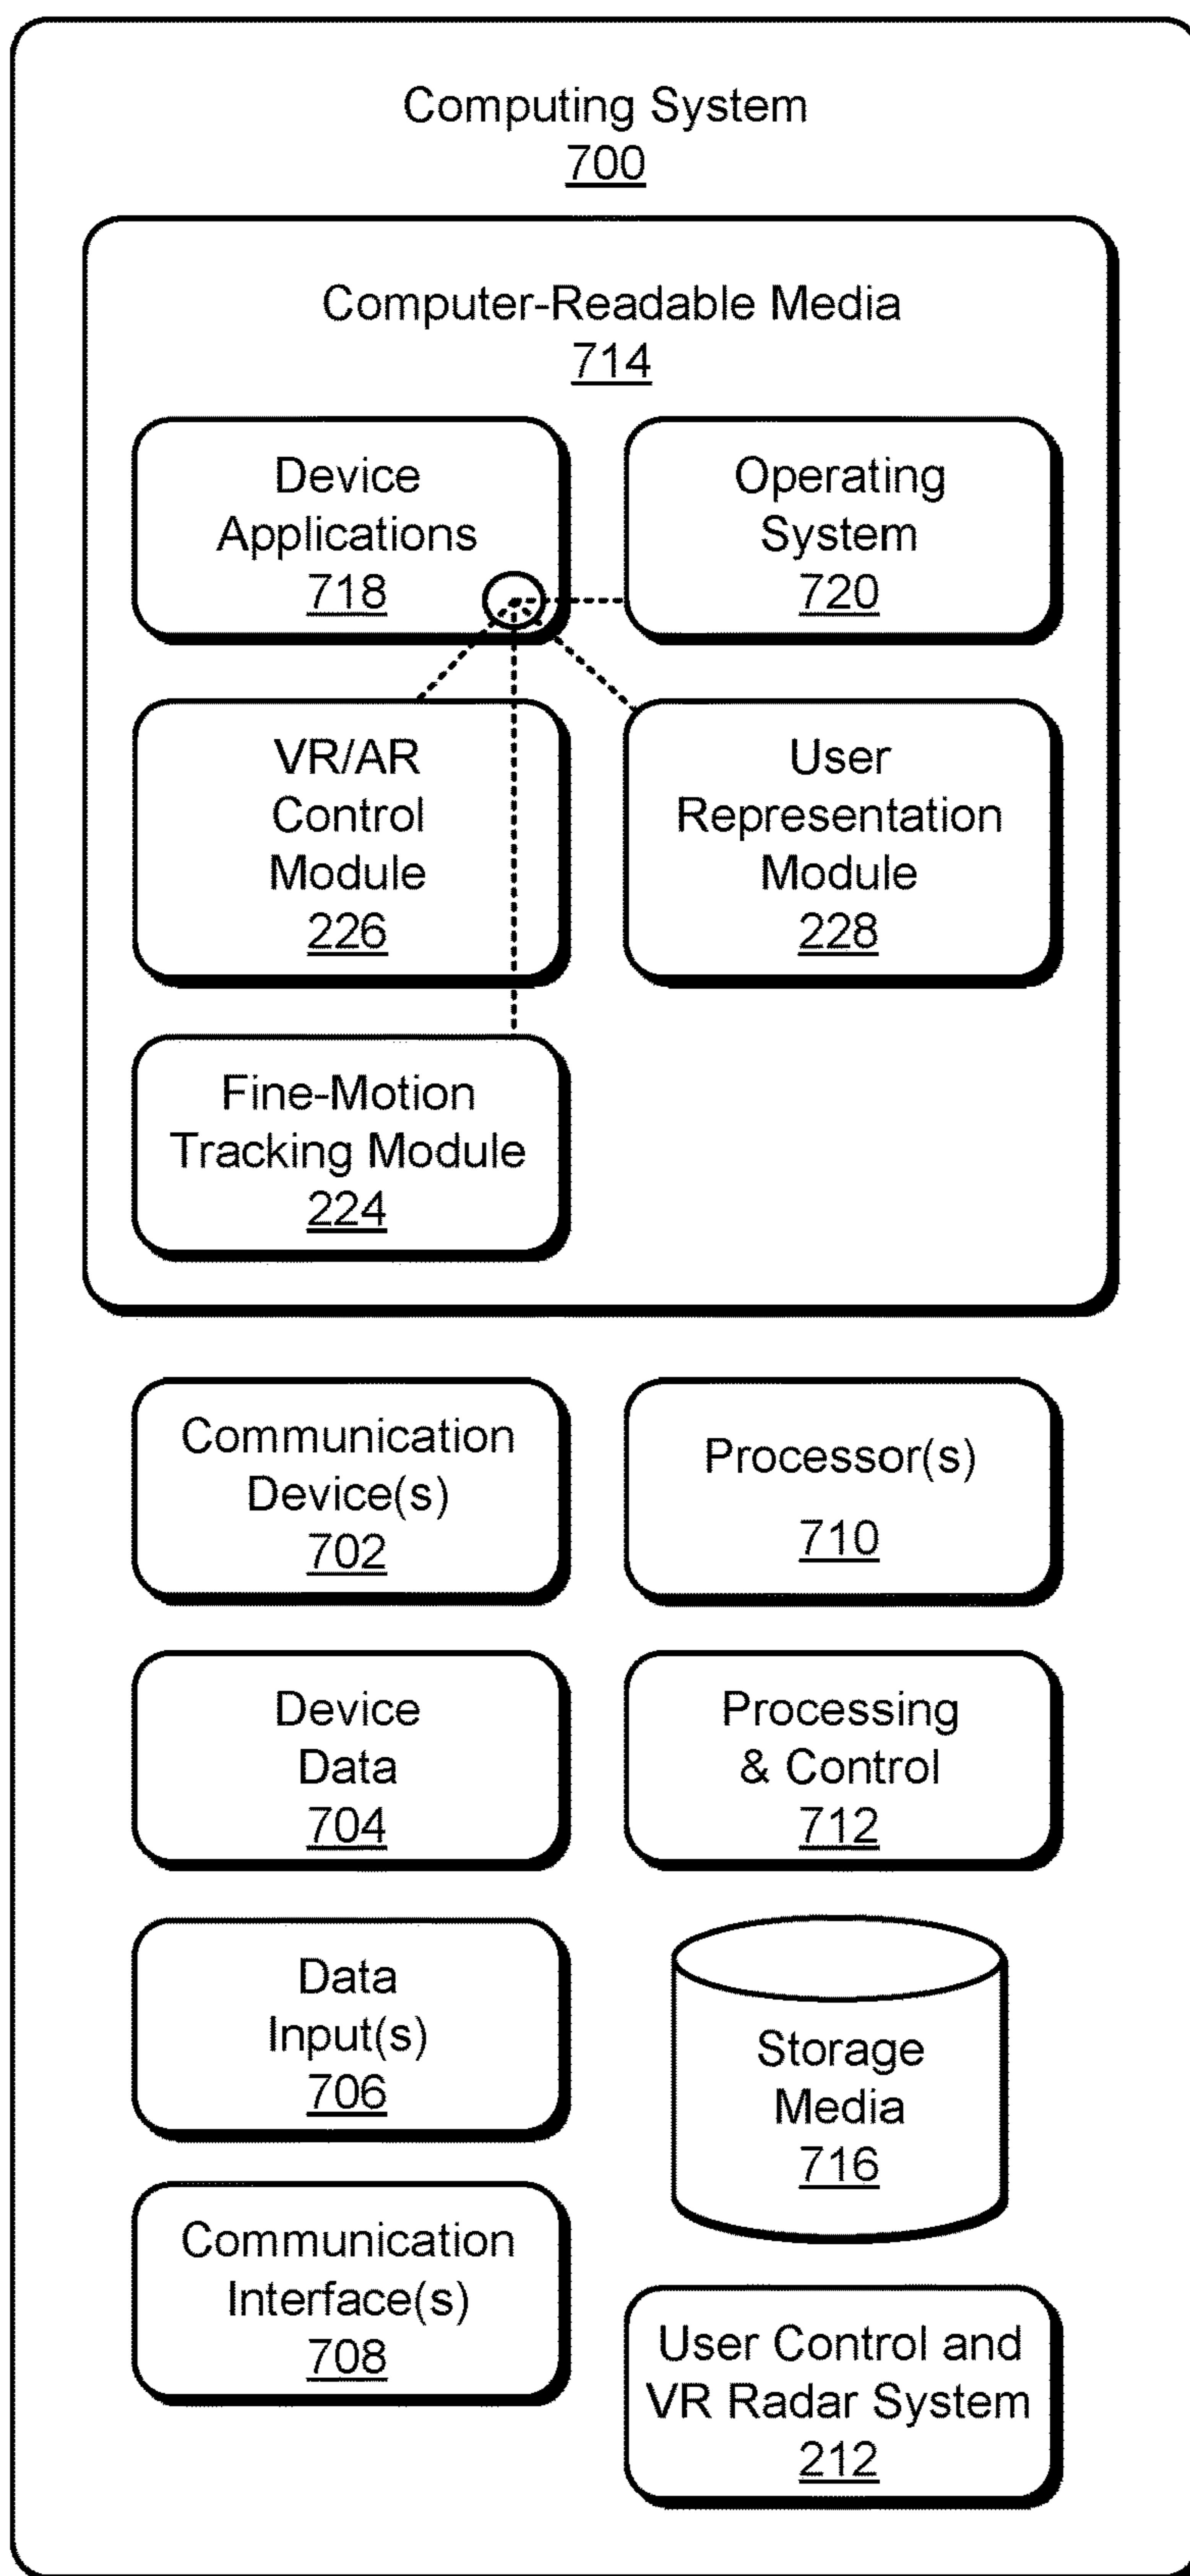 Computing System
700
Computer-Readable Media
714
Device
Applications
718
Operating
System
720
VR/AR
Control
Module
226
User
Representation
Module
228
Fine-Motion
Tracking Module
224
Communication
Device(s)
702
Processor(s)
710
Device
Data
704
Processing
& Control
712
Data
Input(s)
706
Storage
Media
716
Communication
Interface(s)
708
User Control and
VR Radar System
212